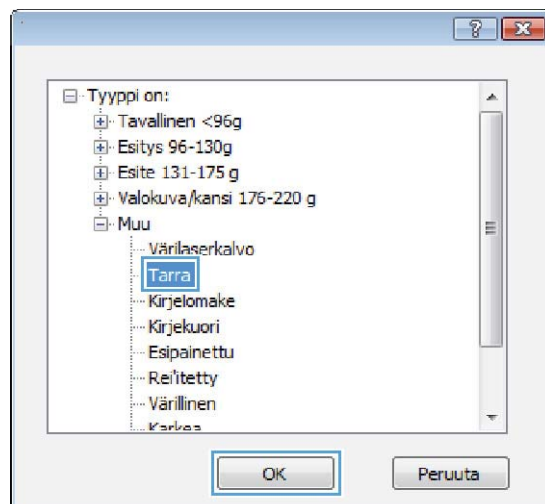 Tyyppi on:
Tavallinen <96g
Esitys 96-130g
Esite 131-175 g
Valokuva/kansi 176-220 g
Muu
Värilaserkalvo
Tarra
Kirjelomake
Kirjekuori
Esipainettu
Rei'itetty
Värillinen
Karkea
OK
Peruuta